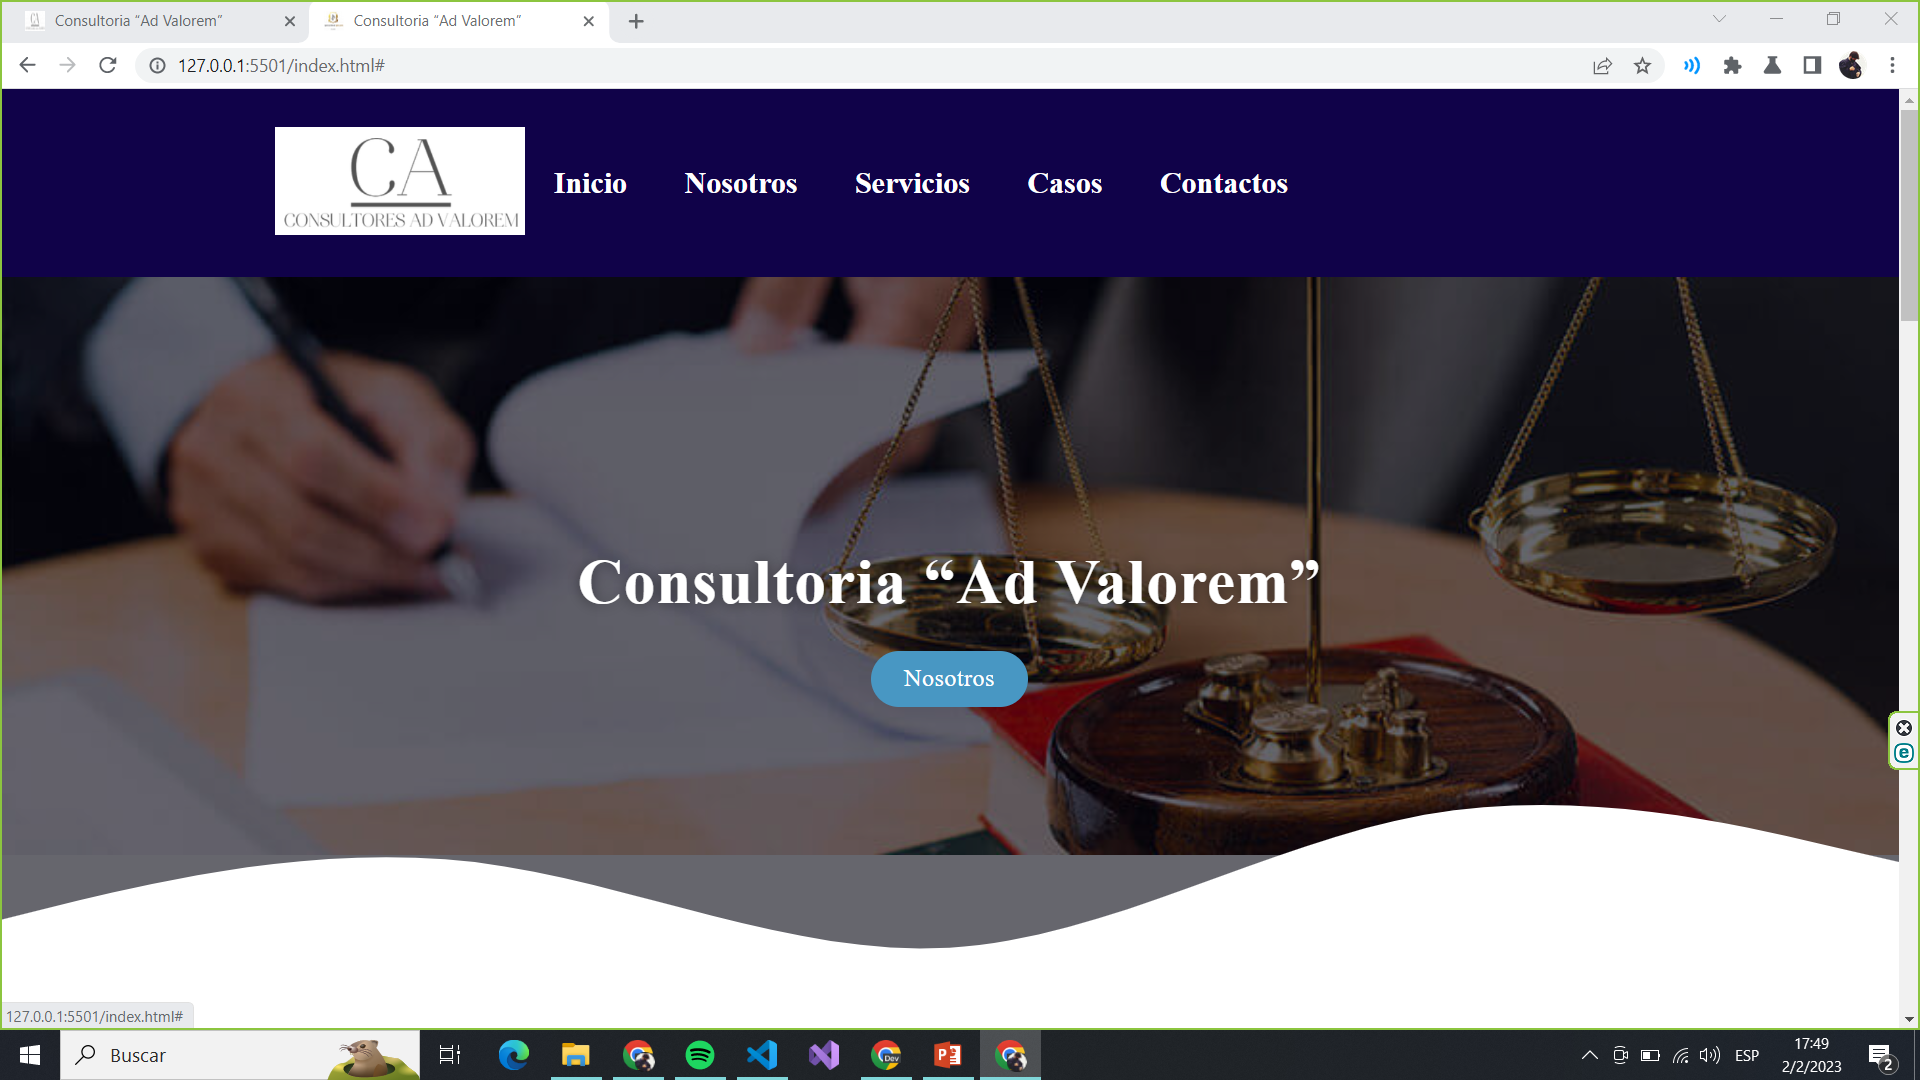 Consultoria “Ad Valorem”
Consultoria “Ad Valorem”
127.0.0.1:5501/index.html#
CA
CONSULTORES AD VALOREM
Inicio Nosotros Servicios Casos Contactos
Consultoria “Ad Valorem”
Nosotros
127.0.0.1:5501/index.html#
Buscar
Dev
ESP
17:49
2/2/2023
2